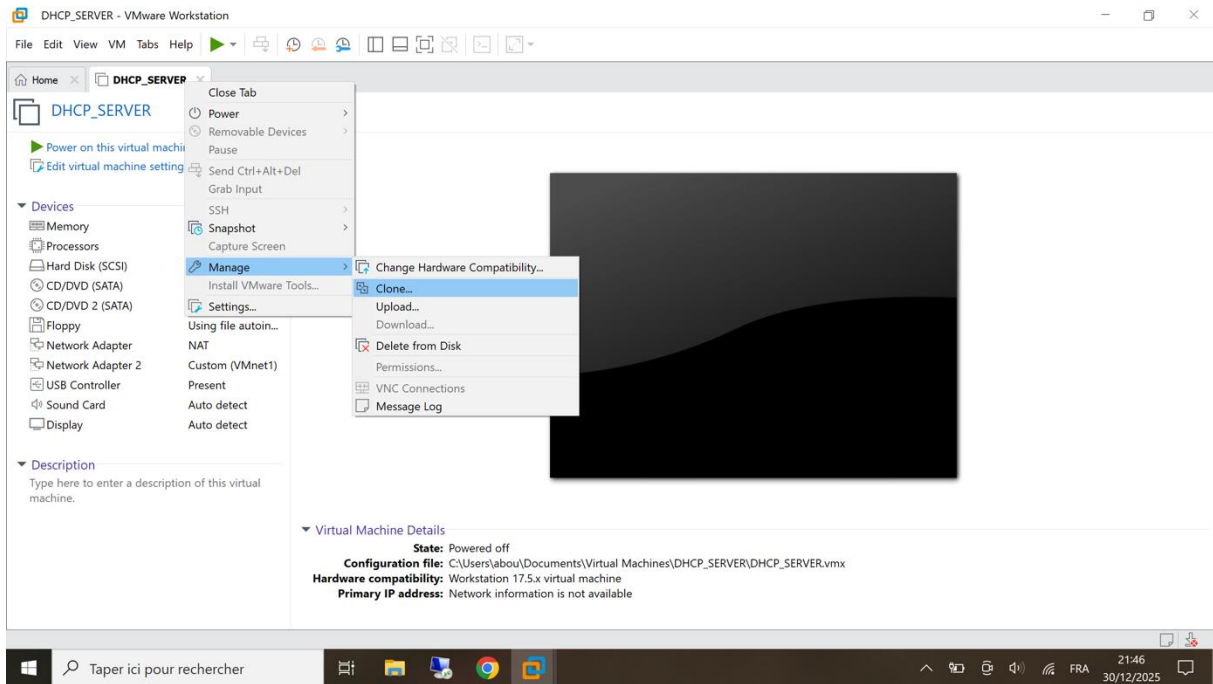 DHCP_SERVER - VMware Workstation
File Edit View VM Tabs Help
Home DHCP_SERVER
DHCP_SERVER
Power on this virtual machi
Edit virtual machine setting
Devices
Memory
Processors
Hard Disk (SCSI)
CD/DVD (SATA)
CD/DVD 2 (SATA)
Floppy Using file autoin...
Network Adapter NAT
Network Adapter 2 Custom (VMnet1)
USB Controller Present
Sound Card Auto detect
Display Auto detect
Description
Type here to enter a description of this virtual
machine.
Close Tab
Power
Removable Devices
Pause
Send Ctrl+Alt+Del
Grab Input
SSH
Snapshot
Capture Screen
Manage
Install VMware Tools...
Settings...
Change Hardware Compatibility...
Clone...
Upload...
Download...
Delete from Disk
Permissions...
VNC Connections
Message Log
Virtual Machine Details
State: Powered off
Configuration file: C:\Users\abou\Documents\Virtual Machines\DHCP_SERVER\DHCP_SERVER.vmx
Hardware compatibility: Workstation 17.5.x virtual machine
Primary IP address: Network information is not available
Taper ici pour rechercher
FRA
21:46
30/12/2025